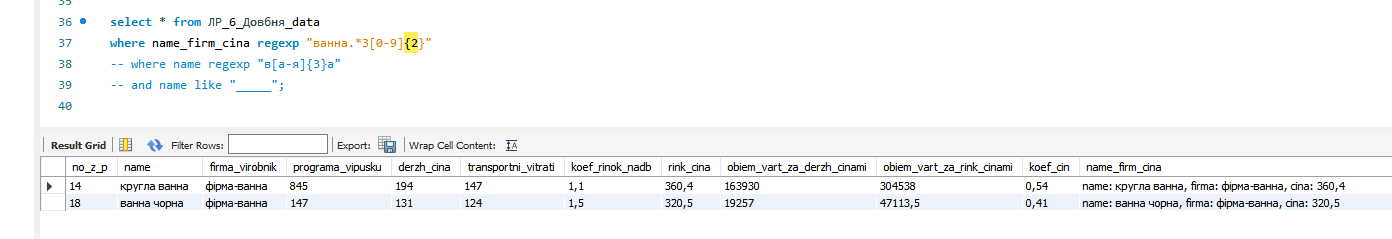 35
36 select * from ЛР_6_Довбня_data
37 where name_firm_cina regexp "ванна.*3[0-9]{2}"
38 -- where name regexp "в[а-я]{3}а"
39 -- and name like "_____";
40
Result Grid Filter Rows: Export: Wrap Cell Content:
no_z_p name firma_virobnik programa_vipusku derzh_cina transportni_vitrati koef_rinok_nadb rink_cina obiem_vart_za_derzh_cinami obiem_vart_za_rink_cinami koef_cin name_firm_cina
14 кругла ванна фірма-ванна 845 194 147 1,1 360,4 163930 304538 0,54 name: кругла ванна, firma: фірма-ванна, cina: 360,4
18 ванна чорна фірма-ванна 147 131 124 1,5 320,5 19257 47113,5 0,41 name: ванна чорна, firma: фірма-ванна, cina: 320,5